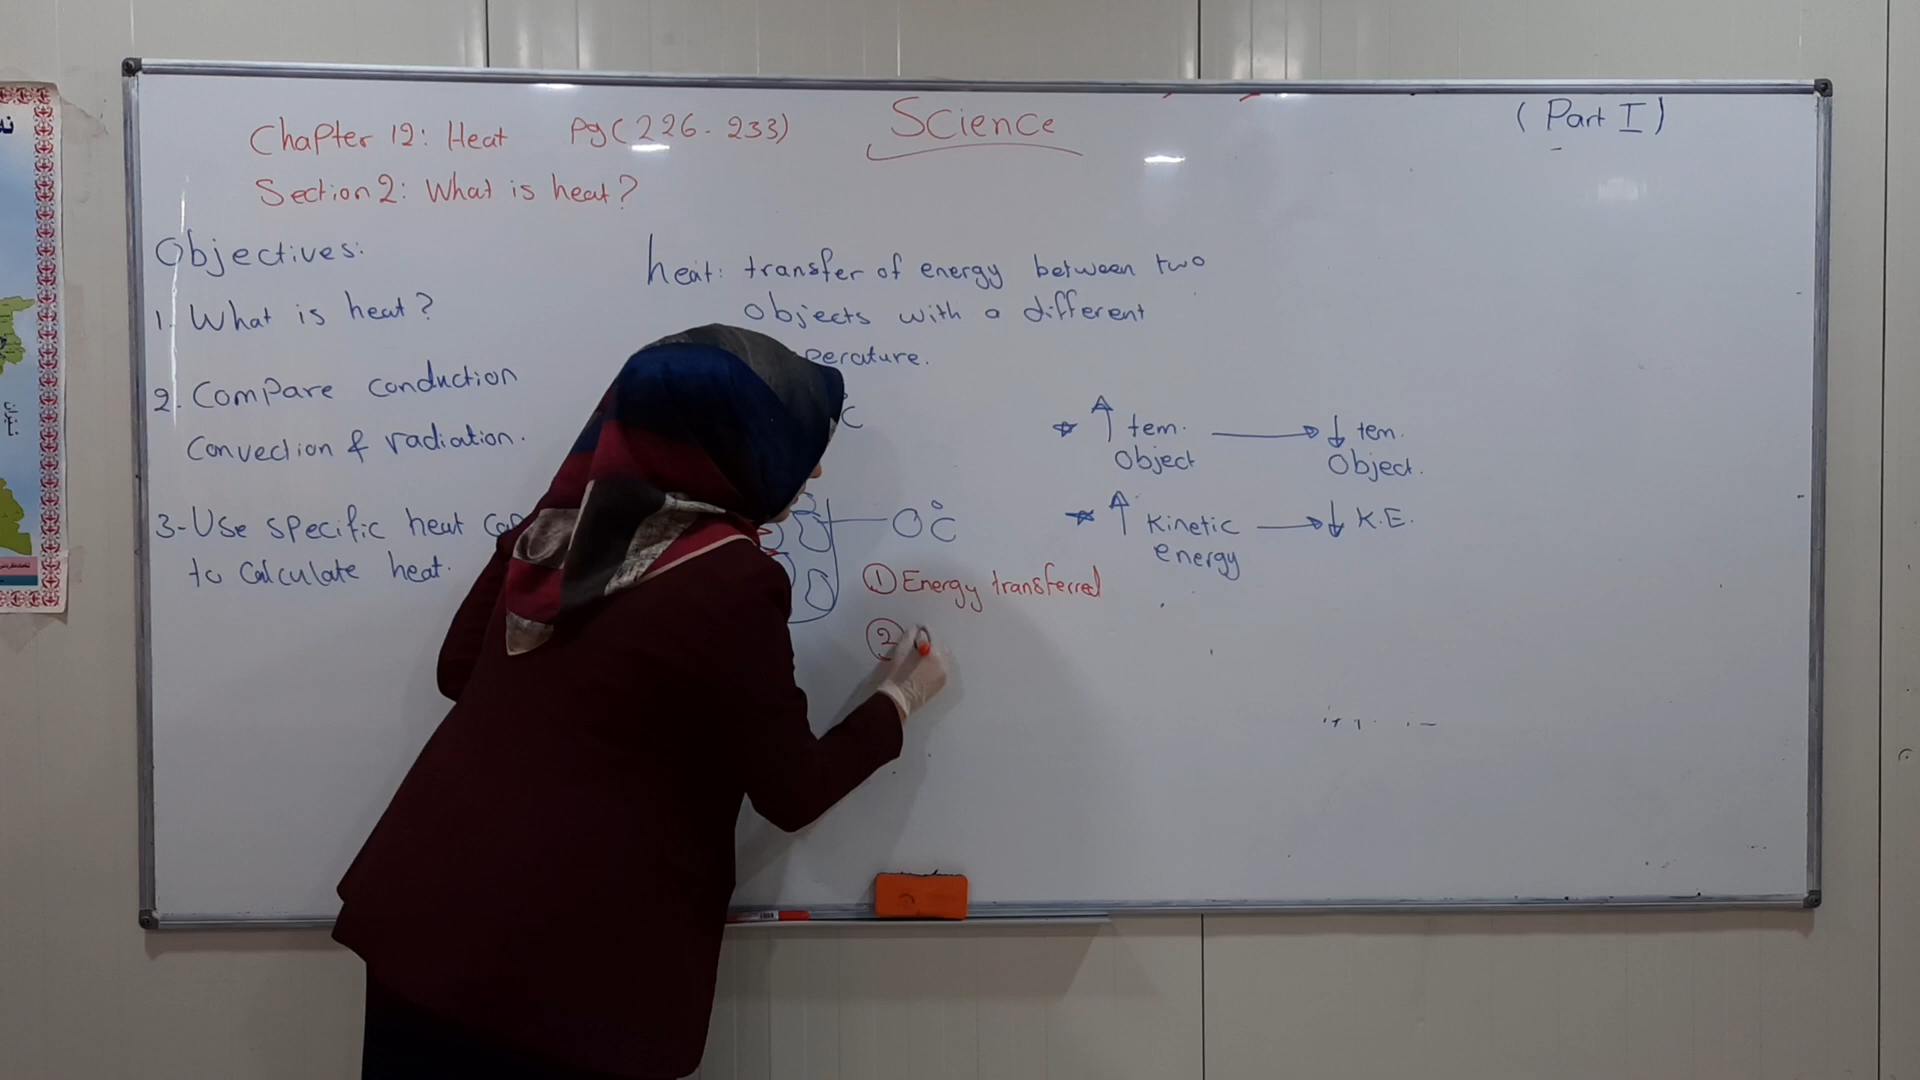 Science
(Part I)
Chapter 12: Heat pg(226-233)
Section 2: What is heat?
Objectives:
1. What is heat?
2. Compare conduction
convection & radiation.
3-Use specific heat
to calculate heat.
heat: transfer of energy between two
objects with a different
perature.
°C
0°C
① Energy transferred
②
* ↑ tem. → ↓ tem.
Object Object.
* ↑ Kinetic → ↓ K.E.
energy